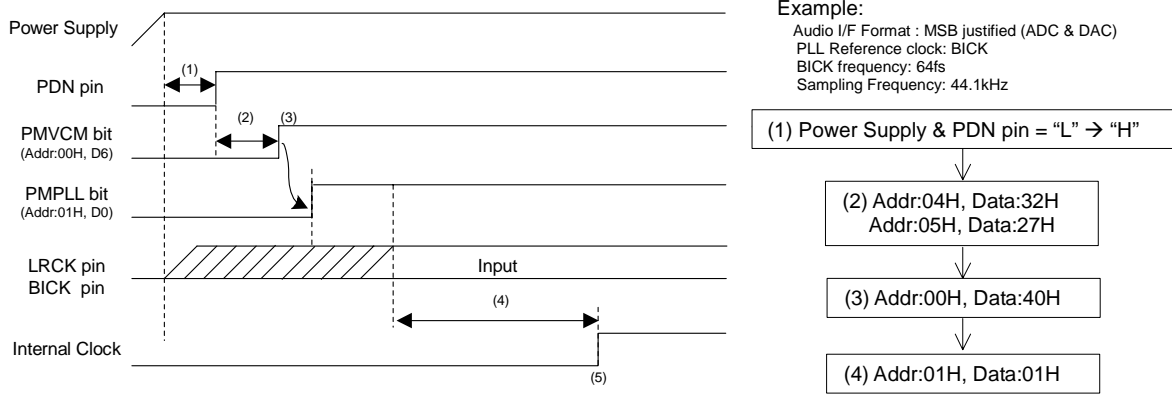 Power Supply
(1)
PDN pin
(2)
(3)
PMVCM bit
(Addr:00H, D6)
PMPLL bit
(Addr:01H, D0)
LRCK pin
BICK pin
Input
(4)
Internal Clock
(5)
Example:
Audio I/F Format : MSB justified (ADC & DAC)
PLL Reference clock: BICK
BICK frequency: 64fs
Sampling Frequency: 44.1kHz
(1) Power Supply & PDN pin = “L” → “H”
(2) Addr:04H, Data:32H
Addr:05H, Data:27H
(3) Addr:00H, Data:40H
(4) Addr:01H, Data:01H